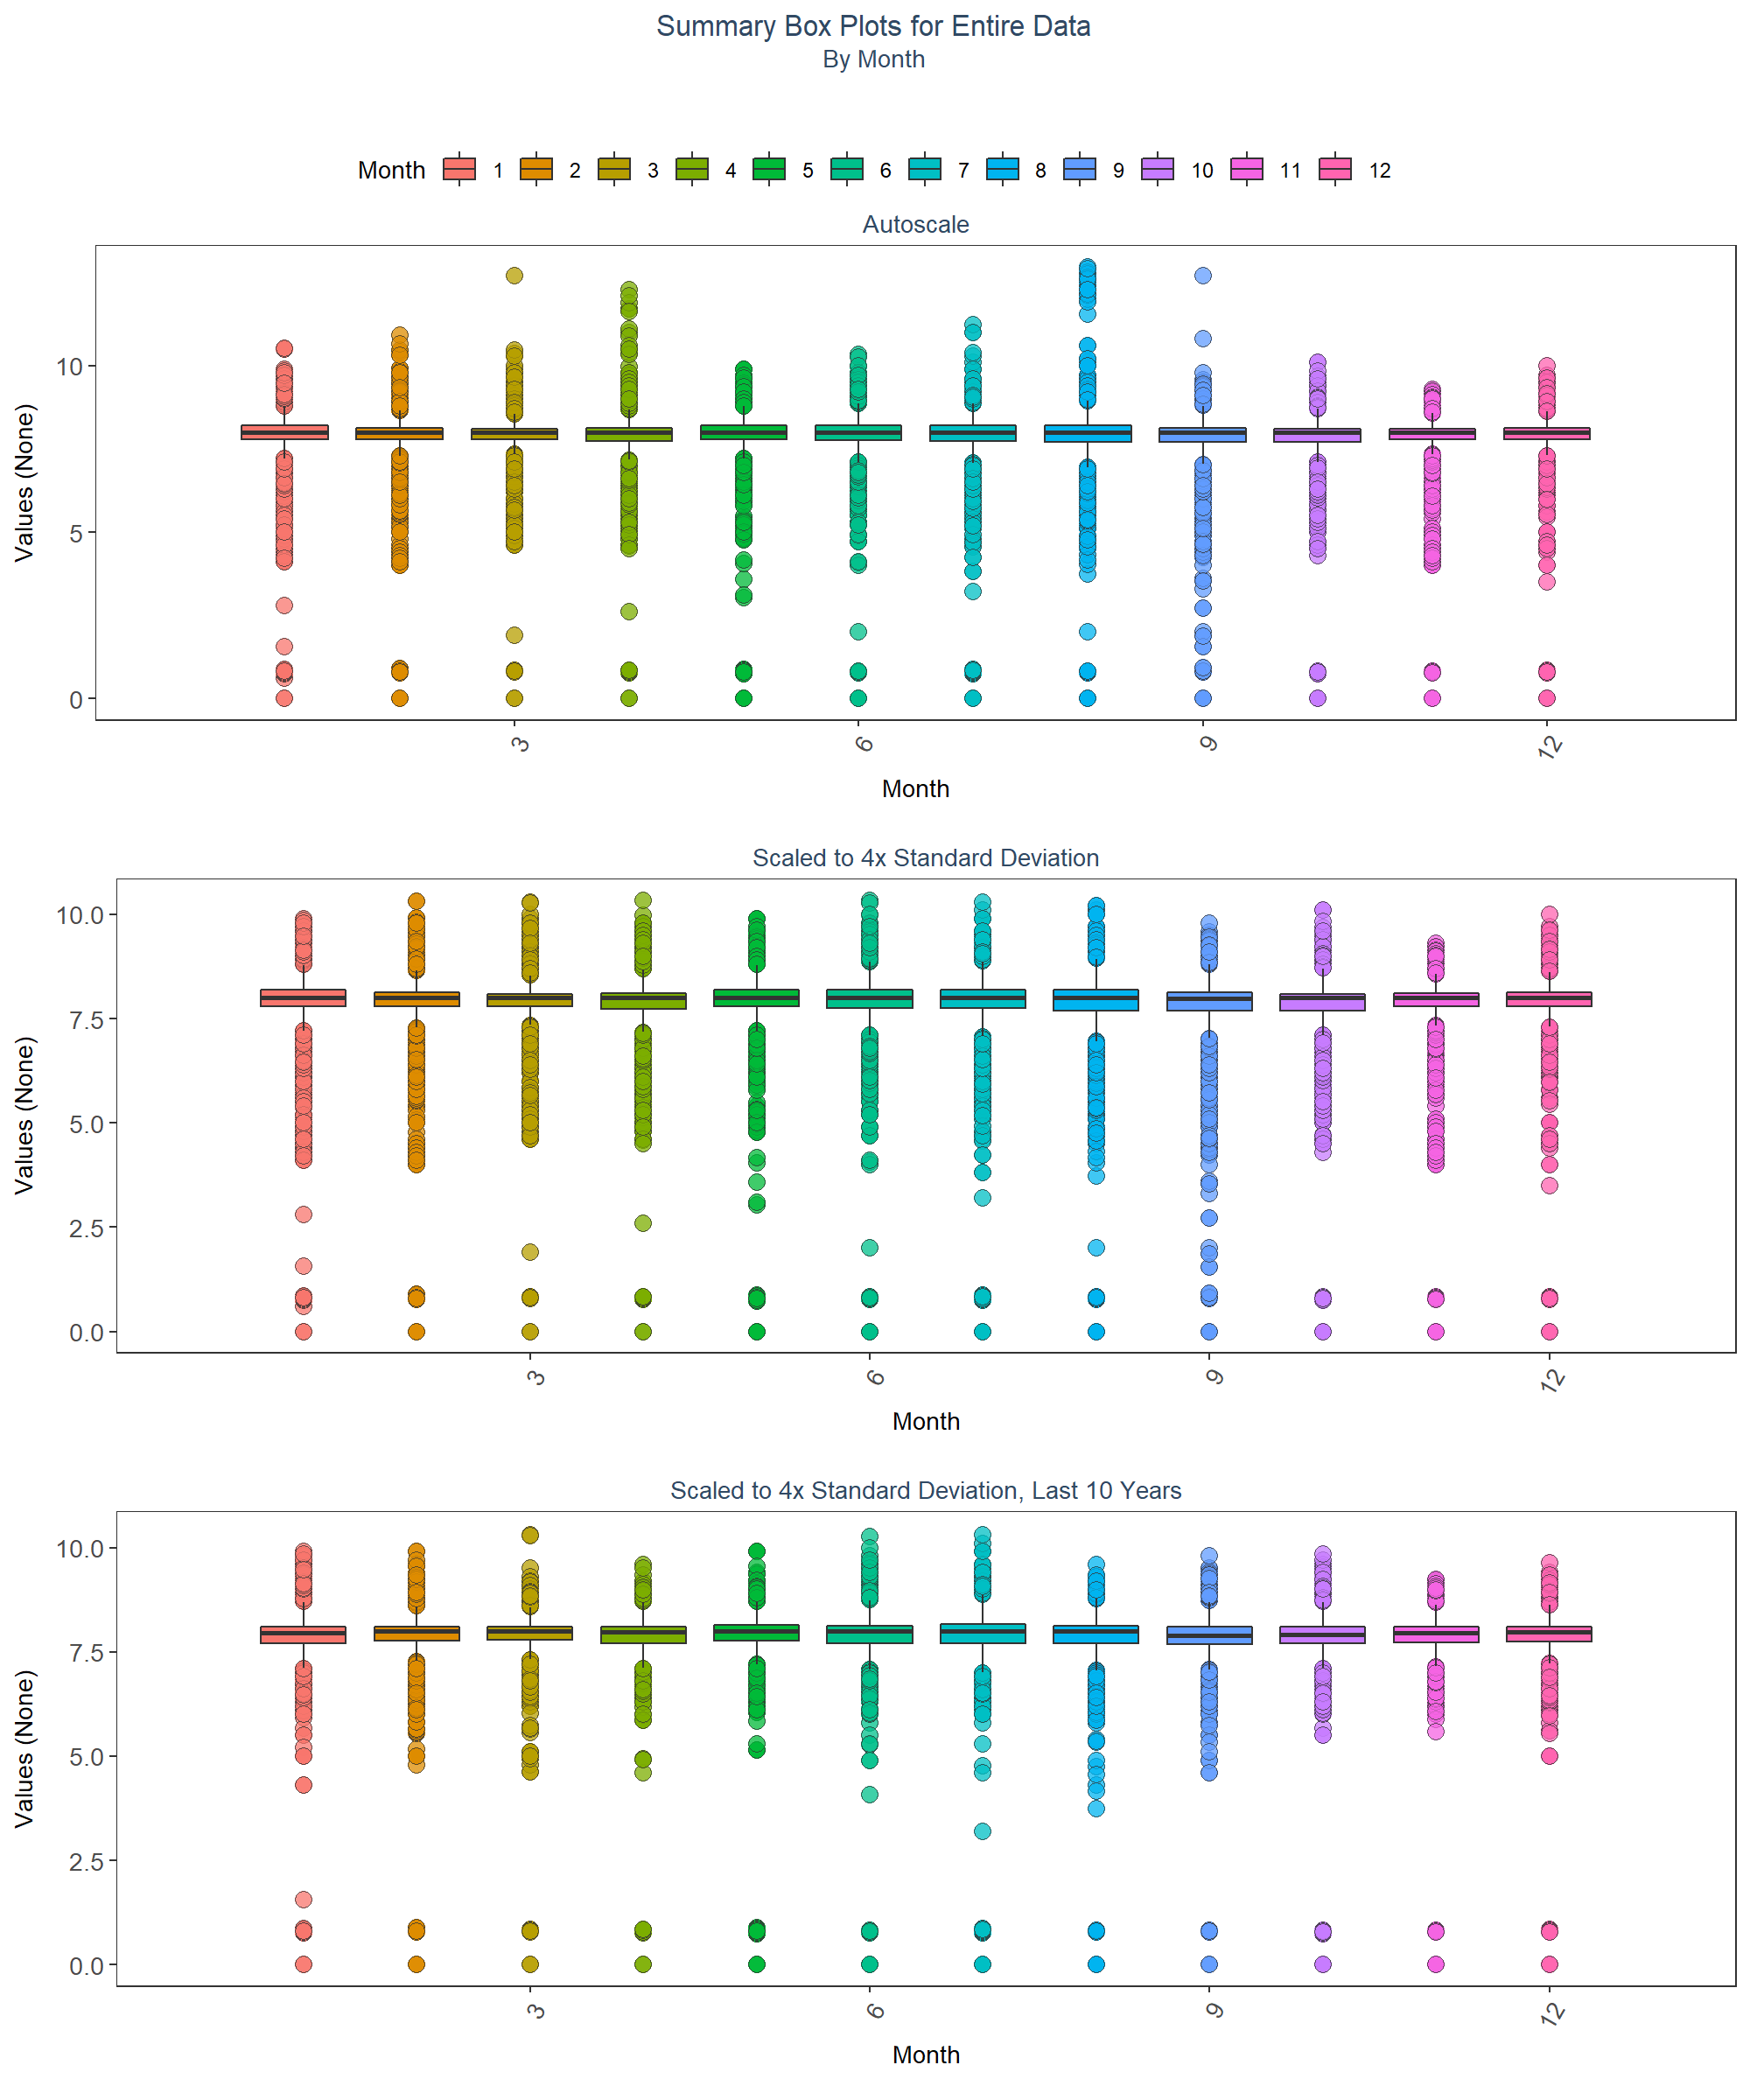 Summary Box Plots for Entire Data
By Month
Month 1 2 3 4 5 6 7 8 9 10 11 12
Autoscale
Values (None)
10
5
0
3 6 9 12
Month
Scaled to 4x Standard Deviation
Values (None)
10.0
7.5
5.0
2.5
0.0
3 6 9 12
Month
Scaled to 4x Standard Deviation, Last 10 Years
Values (None)
10.0
7.5
5.0
2.5
0.0
3 6 9 12
Month